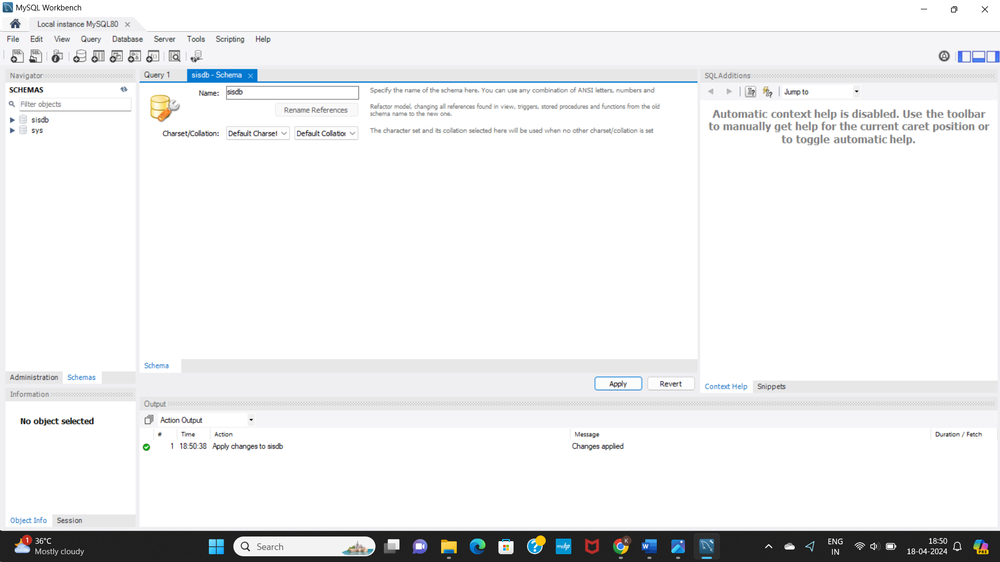 MySQL Workbench
Local instance MySQL80
File Edit View Query Database Server Tools Scripting Help
Navigator
SCHEMAS
Filter objects
sisdb
sys
Administration Schemas
Information
No object selected
Object Info Session
Query 1 sisdb - Schema
Name: sisdb
Specify the name of the schema here. You can use any combination of ANSI letters, numbers and
Rename References
Refactor model, changing all references found in view, triggers, stored procedures and functions from the old
schema name to the new one.
Charset/Collation: Default Charset Default Collation
The character set and its collation selected here will be used when no other charset/collation is set
Schema
Apply Revert
SQLAdditions
Jump to
Automatic context help is disabled. Use the toolbar
to manually get help for the current caret position or
to toggle automatic help.
Context Help Snippets
Output
Action Output
# Time Action Message Duration / Fetch
1 18:50:38 Apply changes to sisdb Changes applied
1 36°C
Mostly cloudy
Search
myhp
K
W
ENG
IN
18:50
18-04-2024
PRE